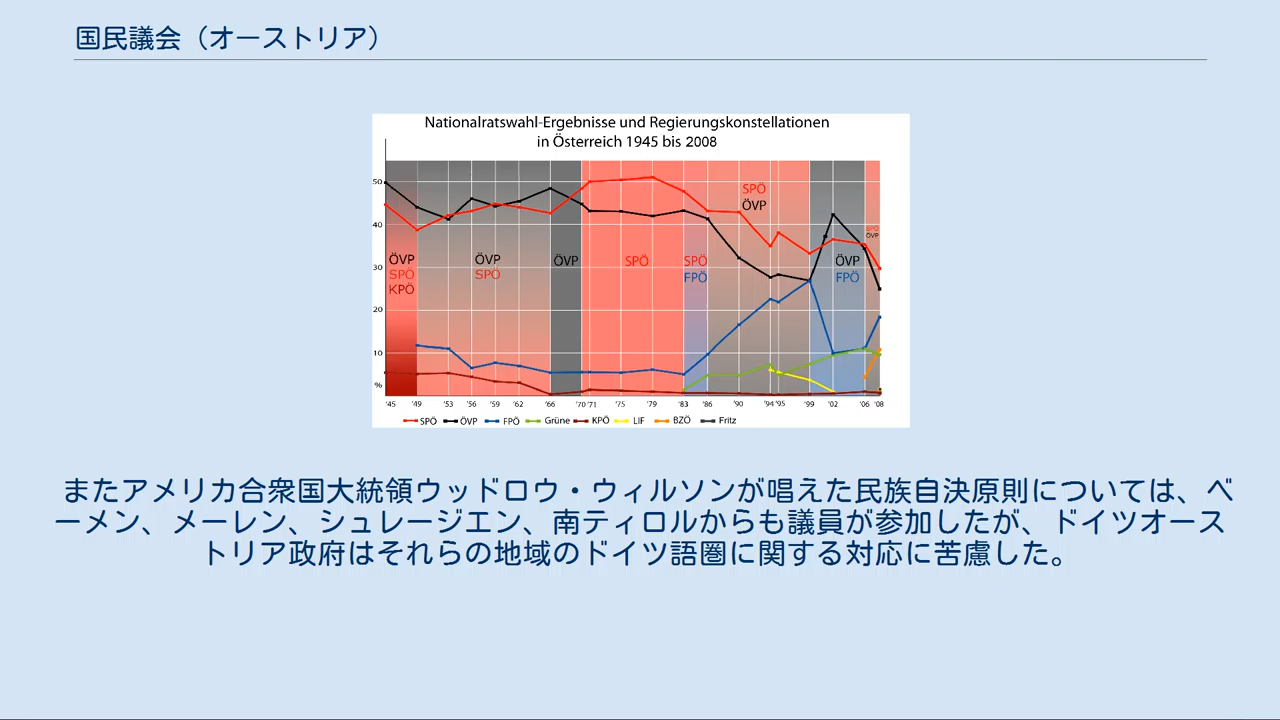 国民議会（オーストリア）
Nationalratswahl-Ergebnisse und Regierungskonstellationen
in Österreich 1945 bis 2008
50
40
30
20
10
%
SPÖ
ÖVP
SPÖ
ÖVP
ÖVP
SPÖ
KPÖ
ÖVP
SPÖ
ÖVP
SPÖ
SPÖ
FPÖ
ÖVP
FPÖ
'45 '49 '53 '56 '59 '62 '66 '70 '71 '75 '79 '83 '86 '90 '94 '95 '99 '02 '06 '08
SPÖ ÖVP FPÖ Grüne KPÖ LIF BZÖ Fritz
またアメリカ合衆国大統領ウッドロウ・ウィルソンが唱えた民族自決原則については、ベ
ーメン、メーレン、シュレージエン、南ティロルからも議員が参加したが、ドイツオース
トリア政府はそれらの地域のドイツ語圏に関する対応に苦慮した。